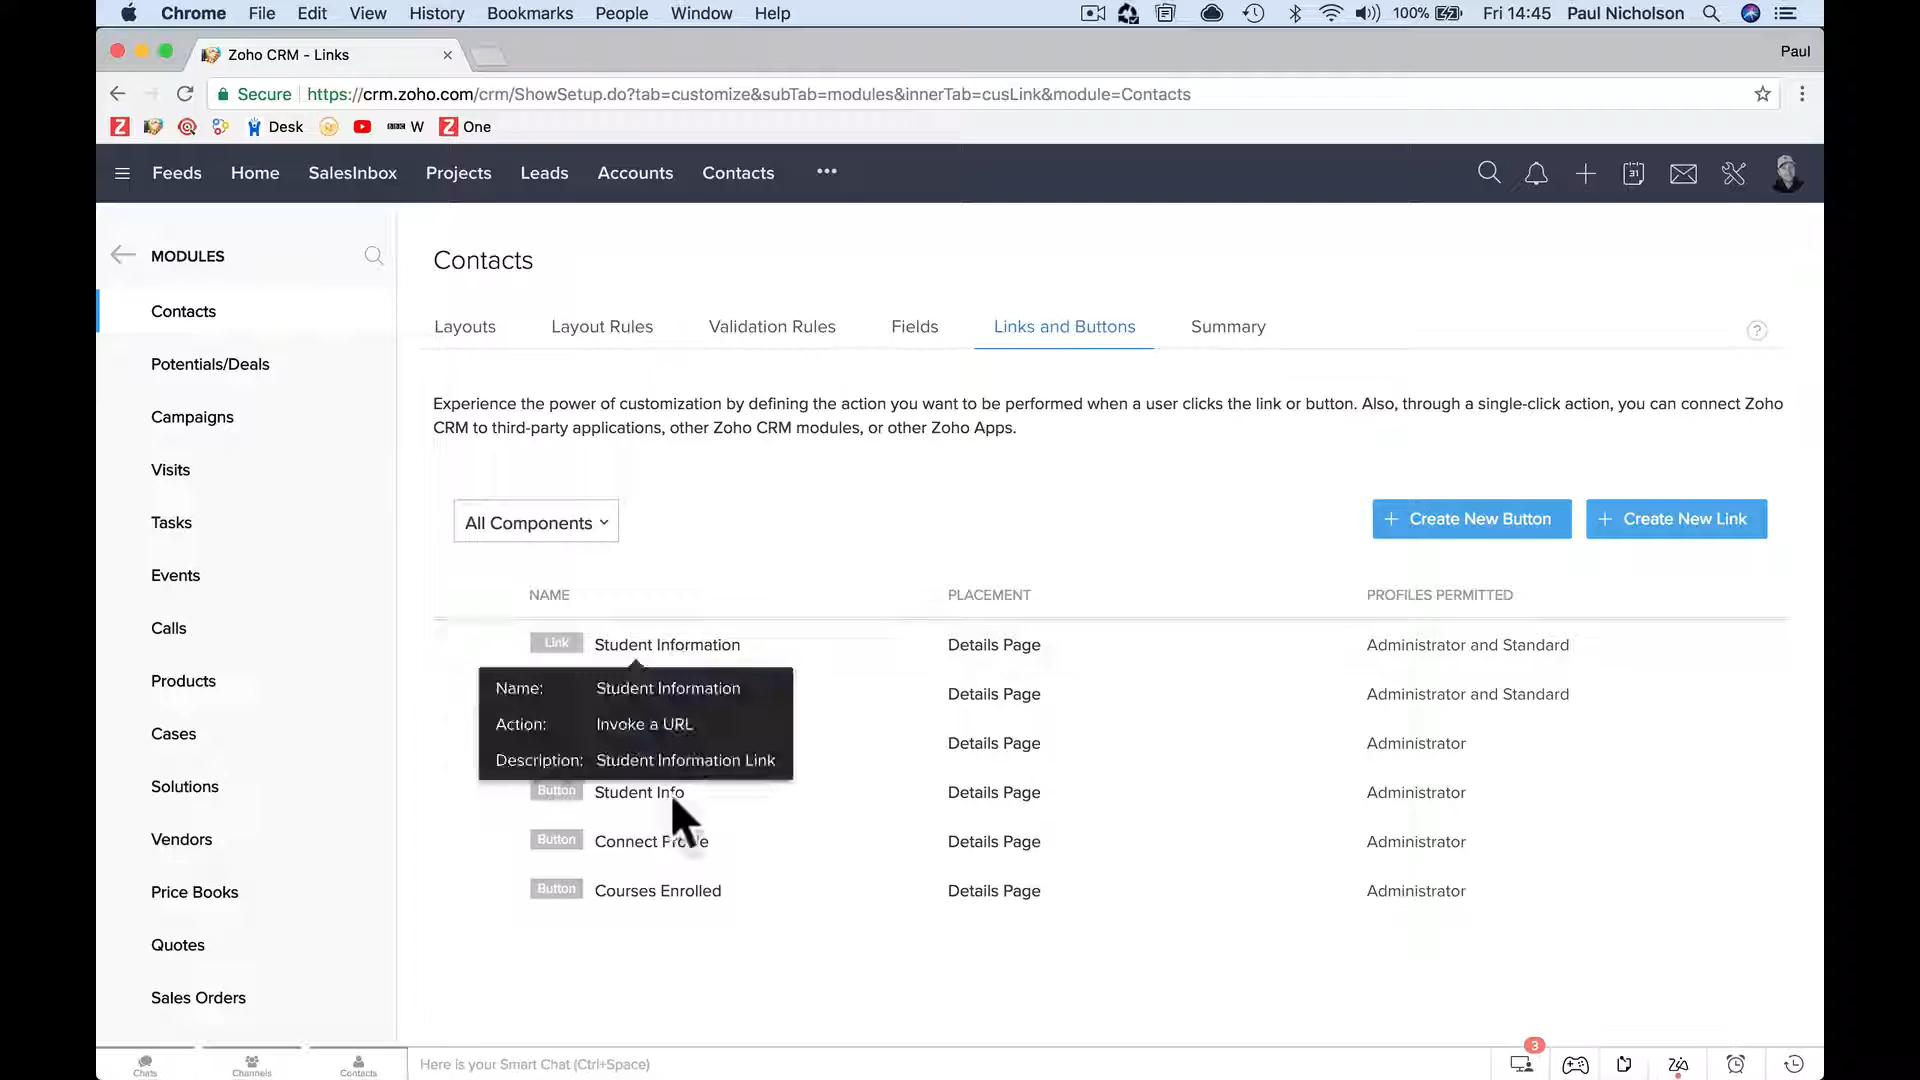 Chrome File Edit View History Bookmarks People Window Help 100% Fri 14:45 Paul Nicholson
Zoho CRM - Links
Paul
Secure https://crm.zoho.com/crm/ShowSetup.do?tab=customize&subTab=modules&innerTab=cusLink&module=Contacts
Desk BBC W One
Feeds Home SalesInbox Projects Leads Accounts Contacts
31
MODULES
Contacts
Potentials/Deals
Campaigns
Visits
Tasks
Events
Calls
Products
Cases
Solutions
Vendors
Price Books
Quotes
Sales Orders
Contacts
Layouts Layout Rules Validation Rules Fields Links and Buttons Summary
Experience the power of customization by defining the action you want to be performed when a user clicks the link or button. Also, through a single-click action, you can connect Zoho
CRM to third-party applications, other Zoho CRM modules, or other Zoho Apps.
All Components
+ Create New Button + Create New Link
NAME PLACEMENT PROFILES PERMITTED
Link Student Information Details Page Administrator and Standard
Details Page Administrator and Standard
Details Page Administrator
Name: Student Information
Action: Invoke a URL
Description: Student Information Link
Button Student Info Details Page Administrator
Button Connect Details Page Administrator
Button Courses Enrolled Details Page Administrator
Chats Channels Contacts Here is your Smart Chat (Ctrl+Space)
3